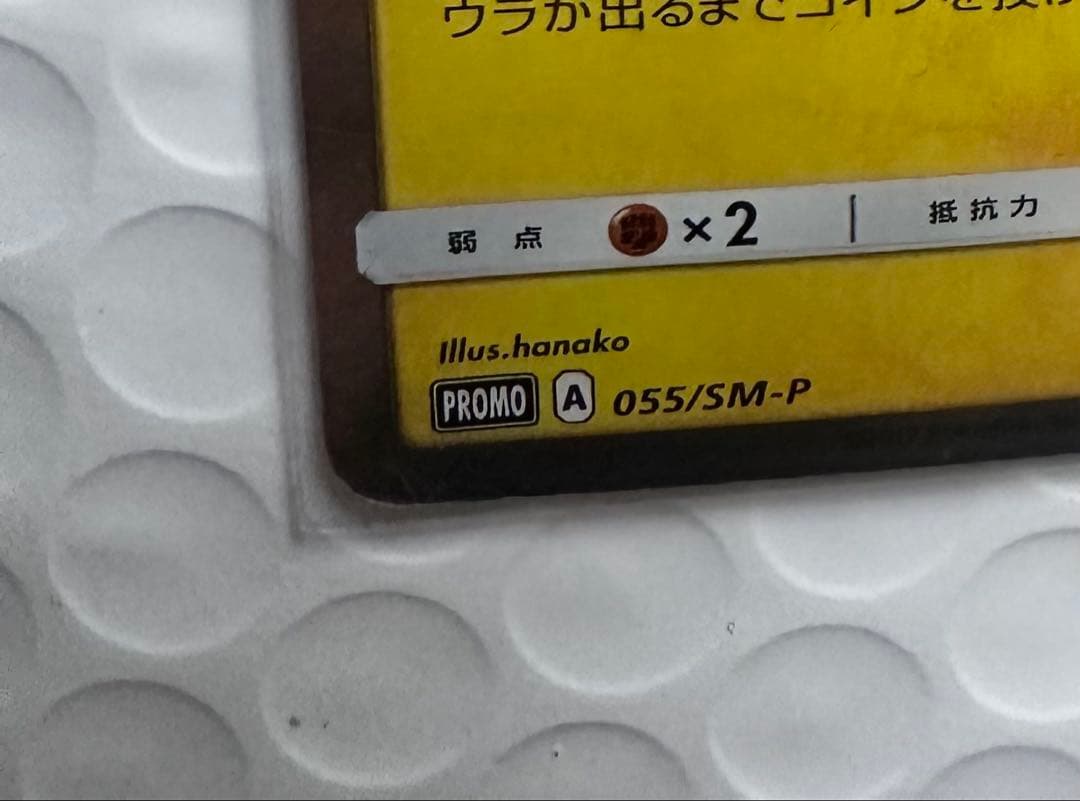 ウラが出るまでコインを投げ
弱点 ×2 抵抗力
Illus.hanako
PROMO A 055/SM-P